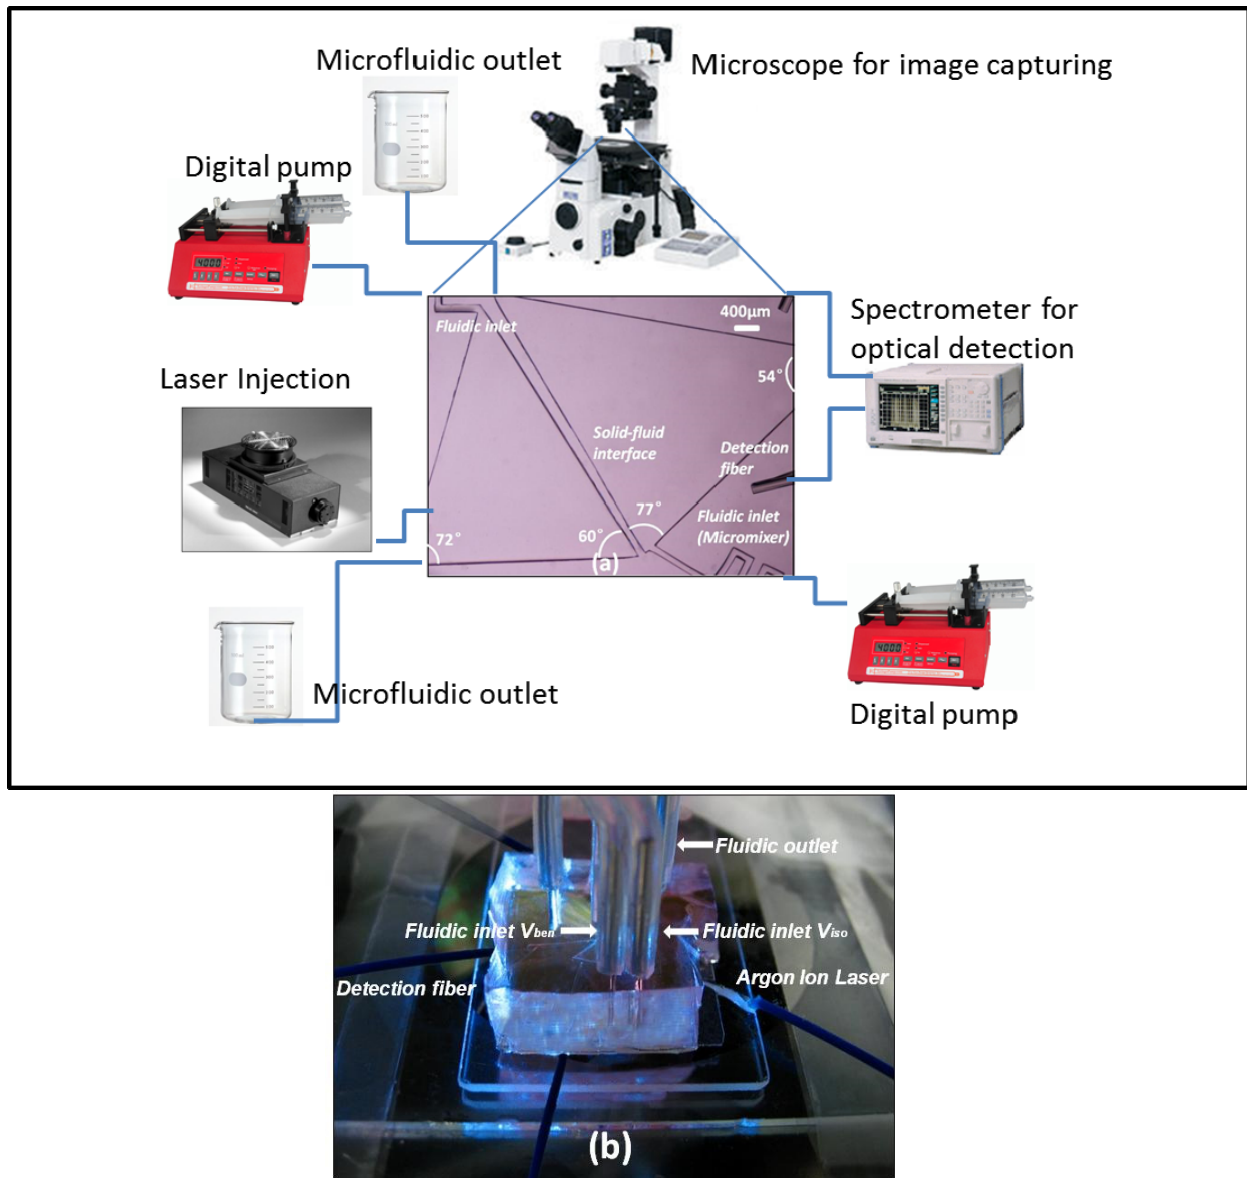 Microfluidic outlet
Microscope for image capturing
Digital pump
Spectrometer for
optical detection
Laser Injection
4000
Fluidic inlet
400μm
54°
Solid-fluid
interface
Detection
fiber
77°
Fluidic inlet
(Micromixer)
60°
72°
(a)
4000
Microfluidic outlet
Digital pump
Fluidic outlet
Fluidic inlet Vben
Fluidic inlet Viso
Detection fiber
Argon Ion Laser
(b)